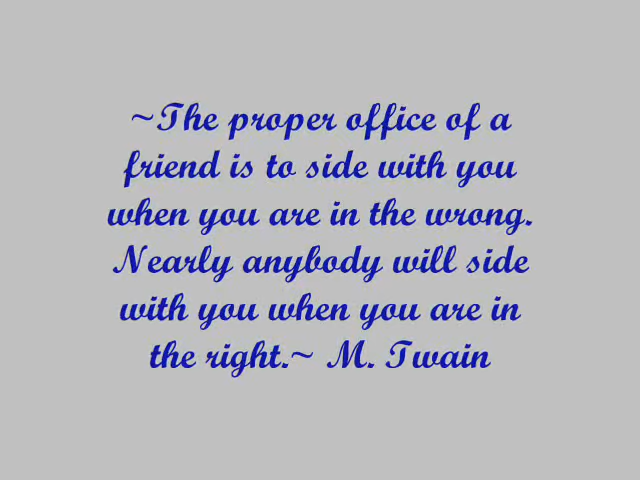 ~The proper office of a
friend is to side with you
when you are in the wrong.
Nearly anybody will side
with you when you are in
the right.~ M. Twain